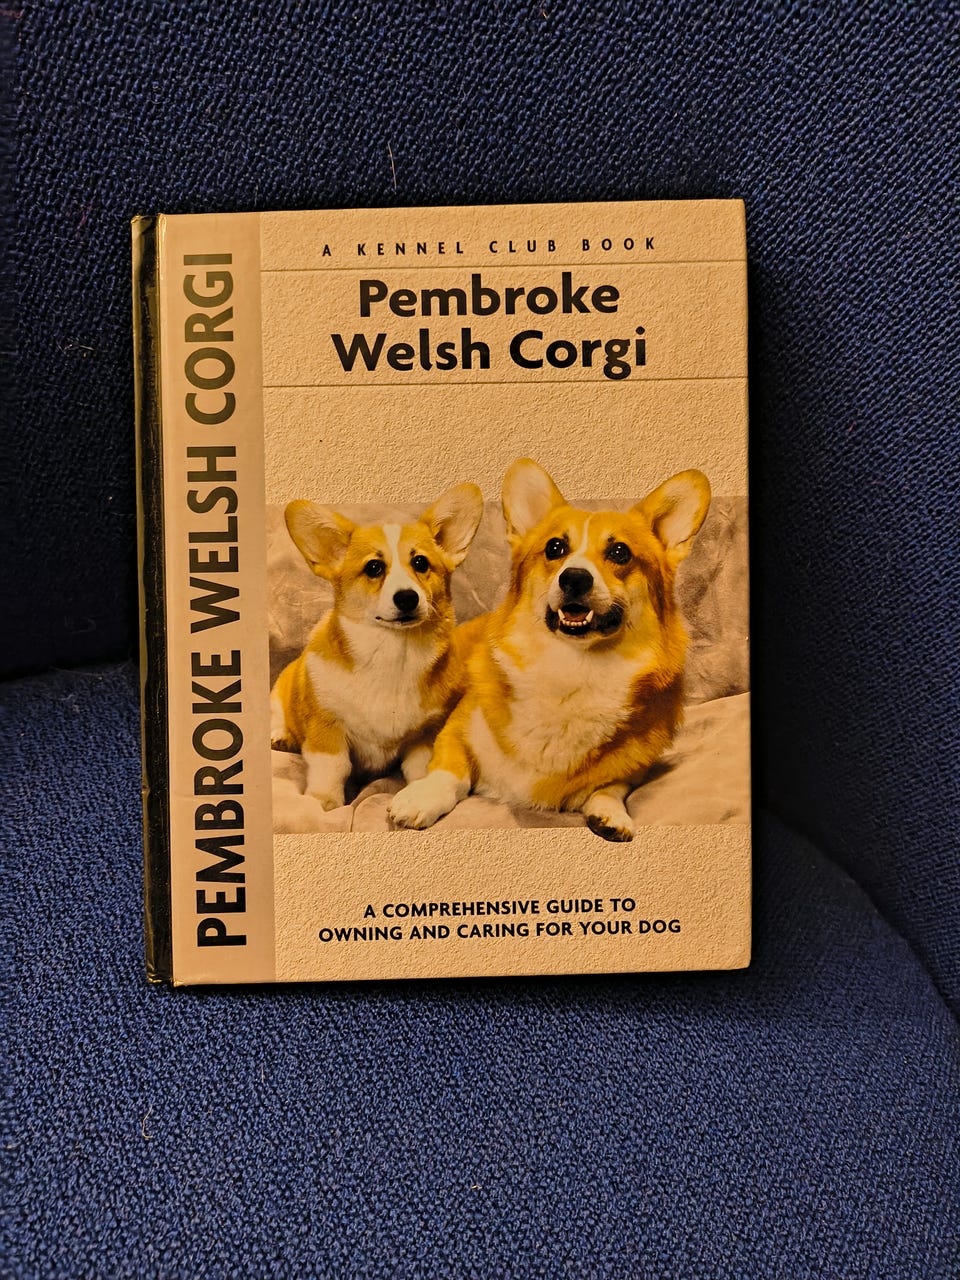 A KENNEL CLUB BOOK
Pembroke
Welsh Corgi
PEMBROKE WELSH CORGI
A COMPREHENSIVE GUIDE TO
OWNING AND CARING FOR YOUR DOG